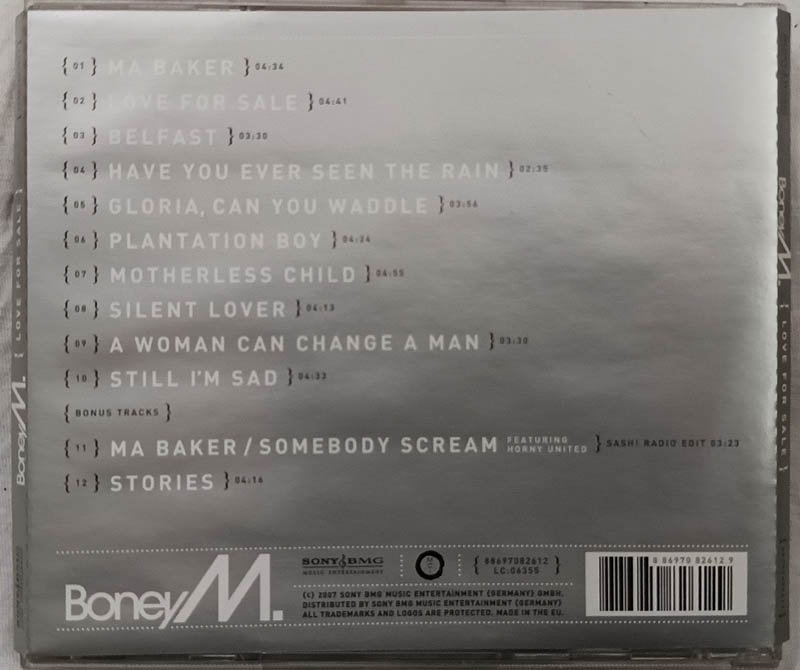 { 01 } MA BAKER } 04:34
{ 02 } LOVE FOR SALE } 04:41
{ 03 } BELFAST } 03:30
{ 04 } HAVE YOU EVER SEEN THE RAIN } 02:35
{ 05 } GLORIA, CAN YOU WADDLE } 03:56
{ 06 } PLANTATION BOY } 04:24
{ 07 } MOTHERLESS CHILD } 04:55
{ 08 } SILENT LOVER } 04:13
{ 09 } A WOMAN CAN CHANGE A MAN } 03:30
{ 10 } STILL I'M SAD } 04:33
{ BONUS TRACKS }
{ 11 } MA BAKER / SOMEBODY SCREAM FEATURING HORNY UNITED } SASH! RADIO EDIT 03:23
{ 12 } STORIES } 04:16
Boney M.
SONY BMG
MUSIC ENTERTAINMENT
{ 88697082612 }
LC:06355
(C) 2007 SONY BMG MUSIC ENTERTAINMENT (GERMANY) GMBH.
DISTRIBUTED BY SONY BMG MUSIC ENTERTAINMENT (GERMANY)
ALL TRADEMARKS AND LOGOS ARE PROTECTED. MADE IN THE EU.
8 86970 82612 9
Boney M. { LOVE FOR SALE }
Boney M. { LOVE FOR SALE }